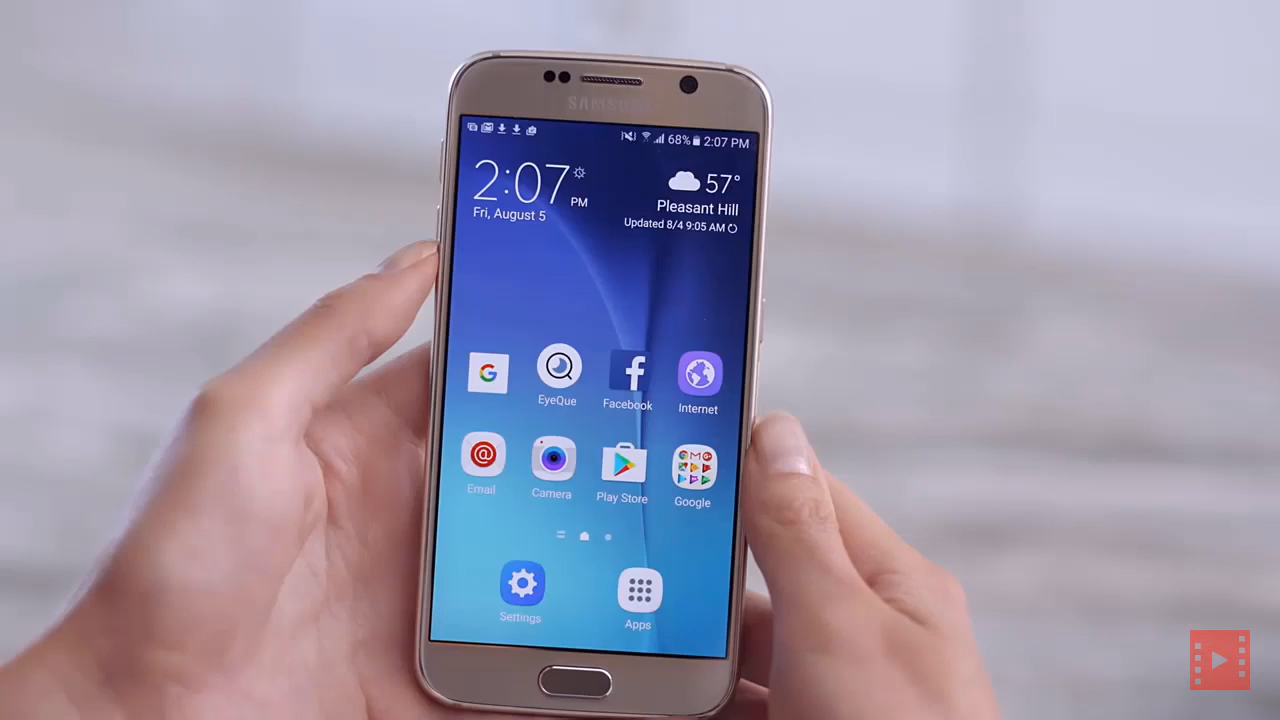 SAMSUNG
68% 2:07 PM
2:07 PM
Fri, August 5
57°
Pleasant Hill
Updated 8/4 9:05 AM
G
EyeQue
Facebook
Internet
@
Email
Camera
Play Store
Google
Settings
Apps